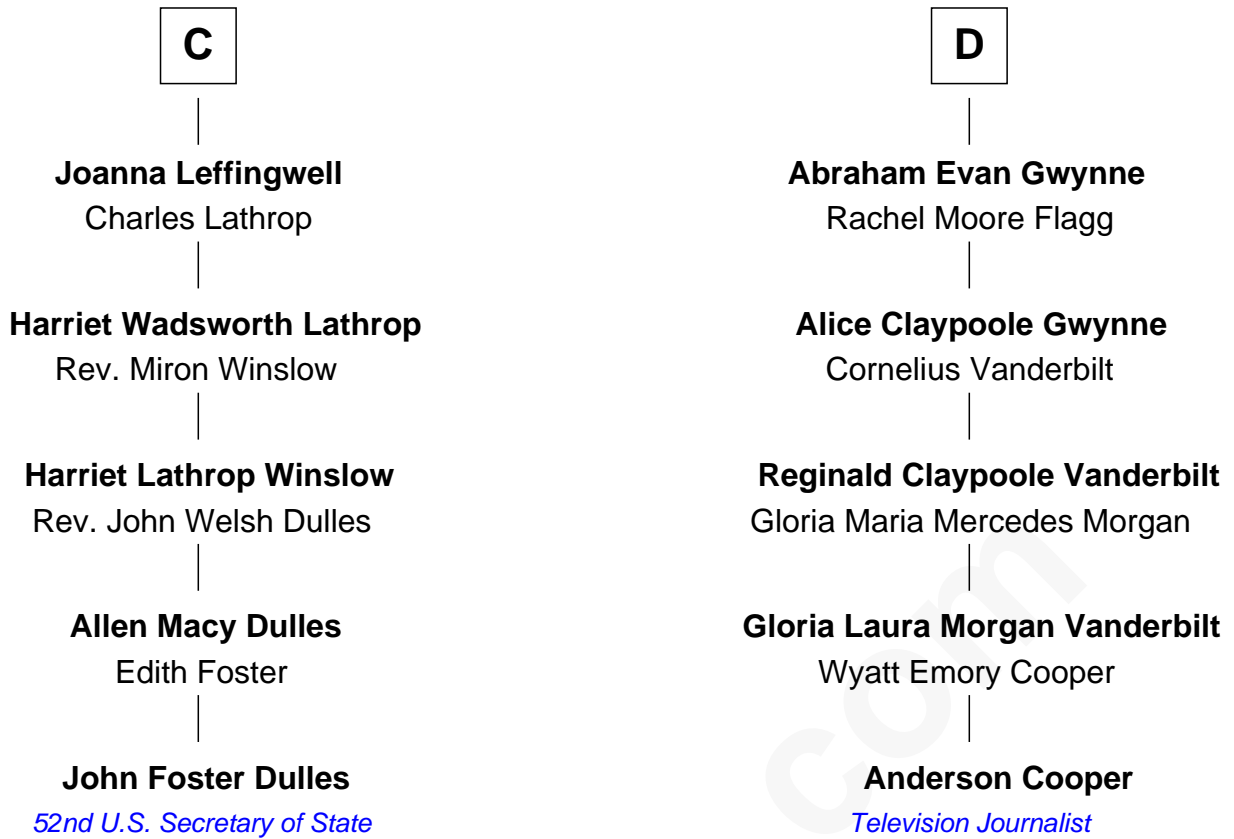 C
Joanna Leffingwell
Charles Lathrop
Harriet Wadsworth Lathrop
Rev. Miron Winslow
Harriet Lathrop Winslow
Rev. John Welsh Dulles
Allen Macy Dulles
Edith Foster
John Foster Dulles
52nd U.S. Secretary of State
D
Abraham Evan Gwynne
Rachel Moore Flagg
Alice Claypoole Gwynne
Cornelius Vanderbilt
Reginald Claypoole Vanderbilt
Gloria Maria Mercedes Morgan
Gloria Laura Morgan Vanderbilt
Wyatt Emory Cooper
Anderson Cooper
Television Journalist
com